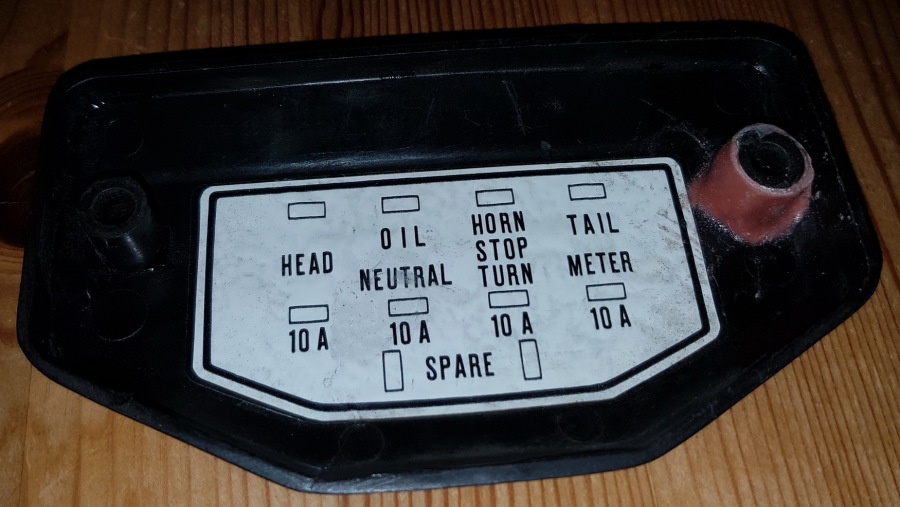 HEAD
10 A
OIL
NEUTRAL
10 A
HORN
STOP
TURN
10 A
TAIL
METER
10 A
SPARE